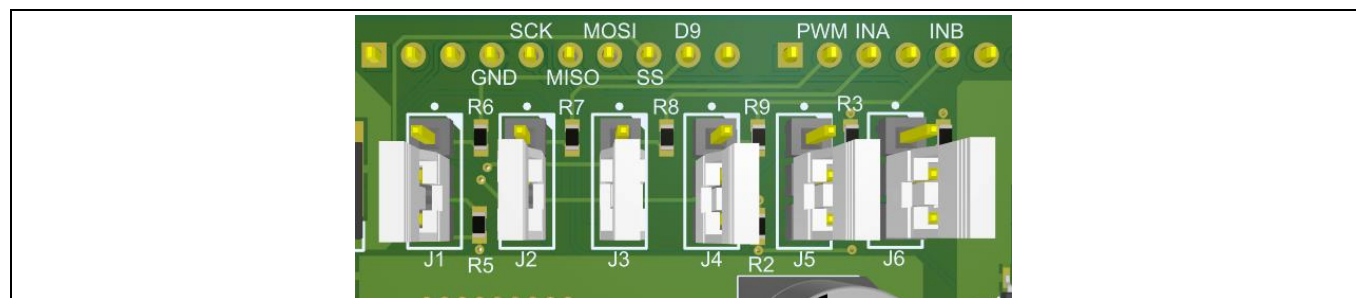 SCK MOSI D9 PWM INA INB
GND MISO SS
R6 R7 R8 R9 R3
J1 R5 J2 J3 J4 R2 J5 J6